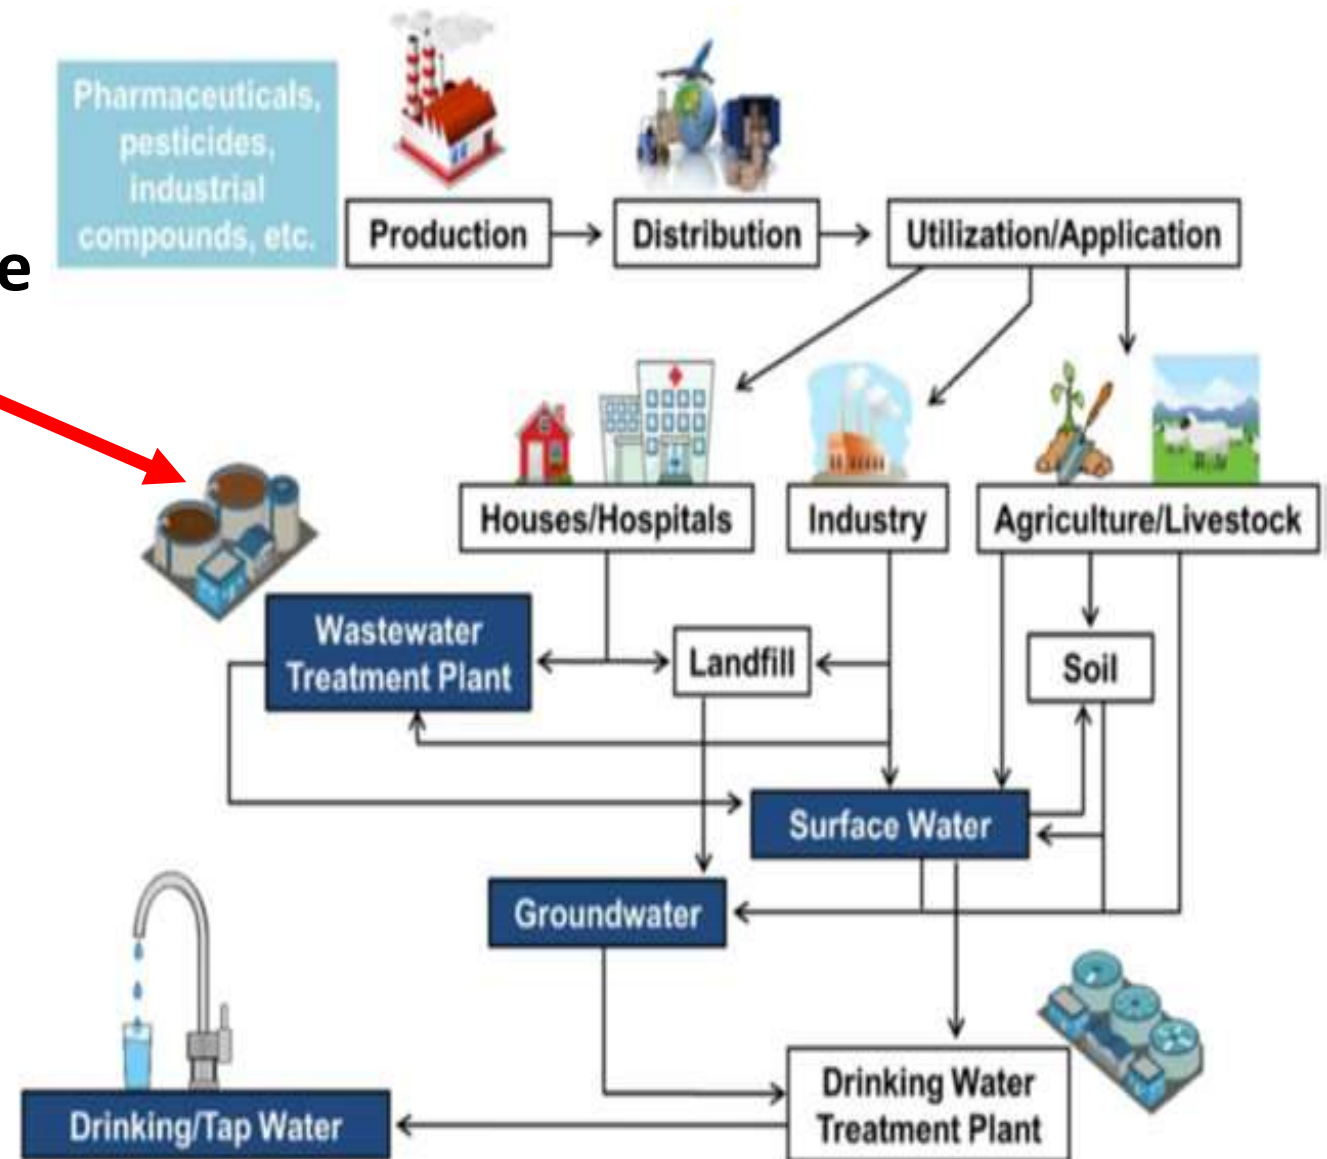 Pharmaceuticals,
pesticides,
industrial
compounds, etc.
Production
Distribution
Utilization/Application
e
Houses/Hospitals
Industry
Agriculture/Livestock
Wastewater
Treatment Plant
Landfill
Soil
Surface Water
Groundwater
Drinking Water
Treatment Plant
Drinking/Tap Water